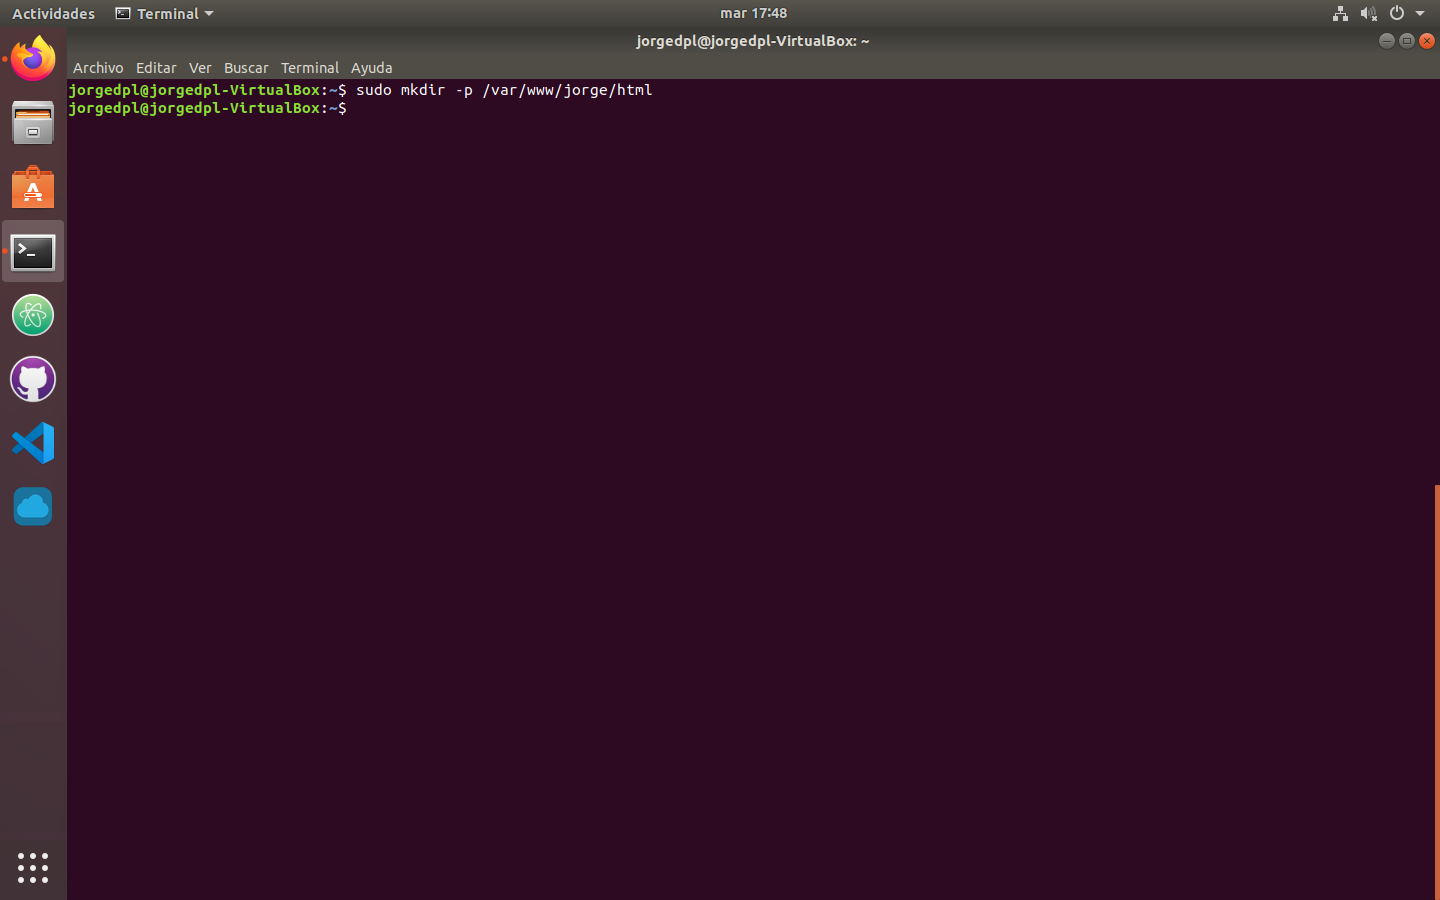 Actividades Terminal mar 17:48
jorgedpl@jorgedpl-VirtualBox: ~
Archivo Editar Ver Buscar Terminal Ayuda
jorgedpl@jorgedpl-VirtualBox:~$ sudo mkdir -p /var/www/jorge/html
jorgedpl@jorgedpl-VirtualBox:~$